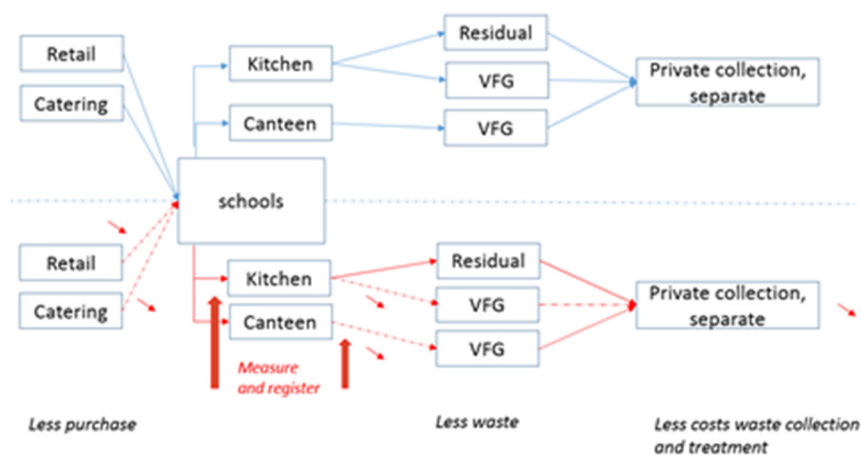 Retail
Catering
Kitchen
Canteen
Residual
VFG
VFG
Private collection,
separate
schools
Retail
Catering
Kitchen
Canteen
Measure
and register
Residual
VFG
VFG
Private collection,
separate
Less purchase
Less waste
Less costs waste collection
and treatment